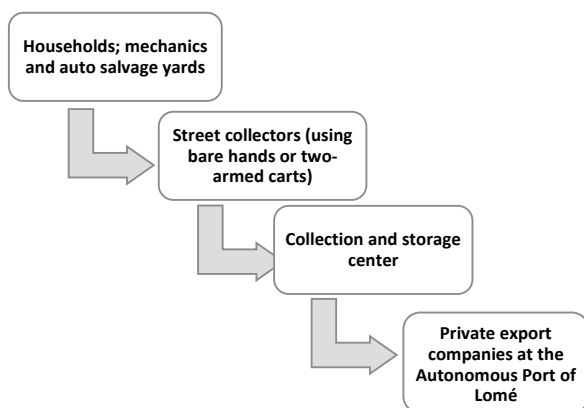 Households; mechanics
and auto salvage yards
Street collectors (using
bare hands or two-
armed carts)
Collection and storage
center
Private export
companies at the
Autonomous Port of
Lomé